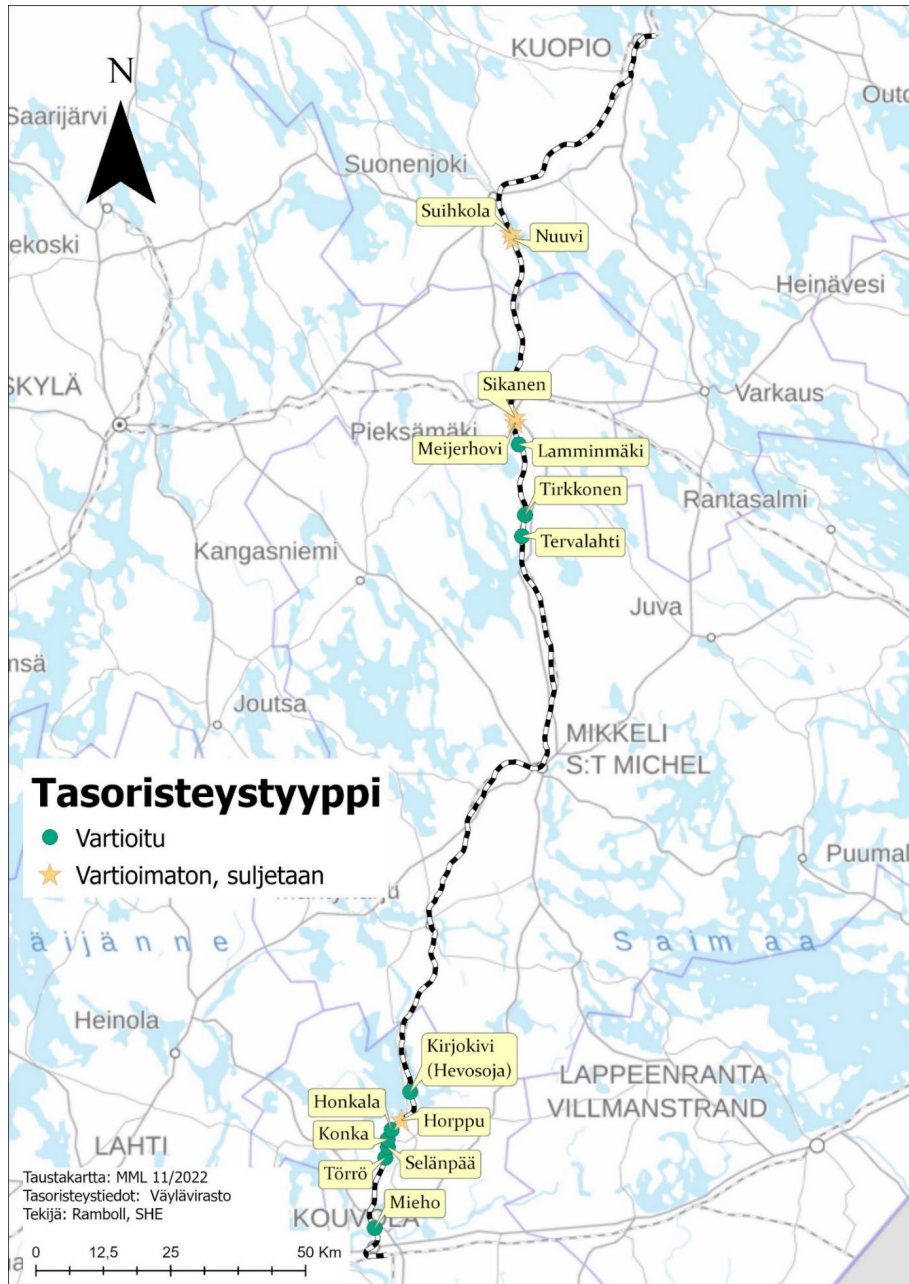 KUOPIO
N
Saarijärvi
Outo
Suonenjoki
Suihkola
Nuuvi
ekoski
Heinävesi
SKYLÄ
Sikanen
Varkaus
Pieksämäki
Meijerhovi
Lamminmäki
Tirkkonen
Rantasalmi
Tervalahti
Kangasniemi
Juva
msä
Joutsa
MIKKELI
S:T MICHEL
Tasoristeystyyppi
Vartioitu
Vartioimaton, suljetaan
Puumal
äijänne
Saimaa
Heinola
Kirjokivi
(Hevosoja)
LAPPEENRANTA
VILLMANSTRAND
Honkala
Horppu
Konka
LAHTI
Selänpää
Törrö
Mieho
Taustakartta: MML 11/2022
Tasoristeystiedot: Väylävirasto
Tekijä: Ramboll, SHE
KOUVOLA
0 12,5 25 50 Km